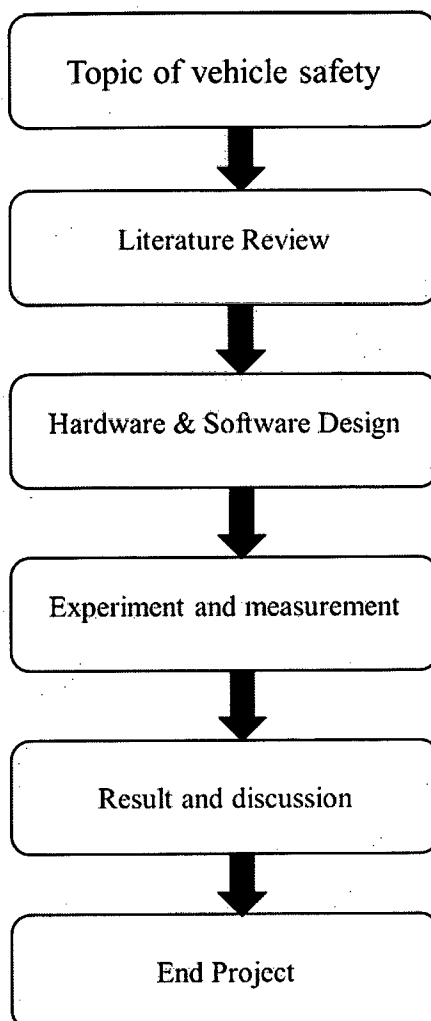 Topic of vehicle safety
Literature Review
Hardware & Software Design
Experiment and measurement
Result and discussion
End Project